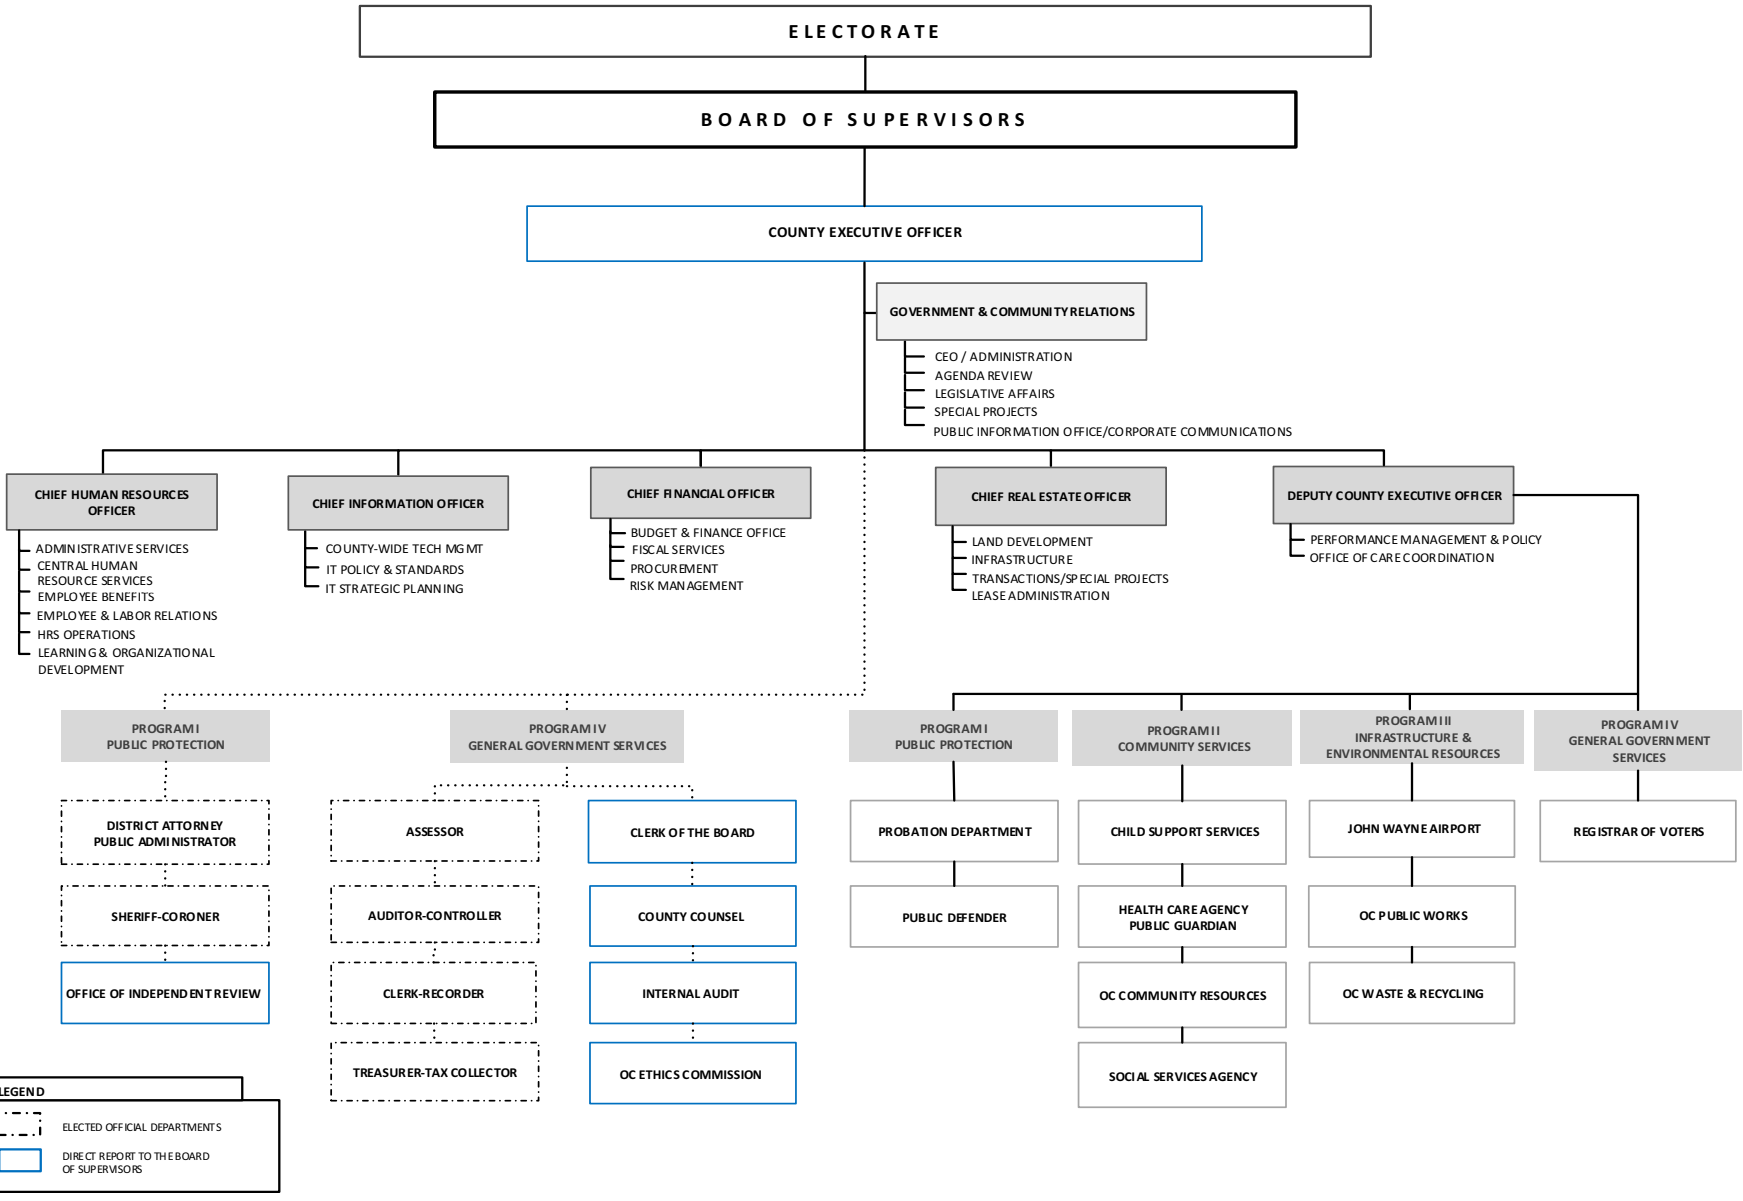 ELECTORATE
BOARD OF SUPERVISORS
COUNTY EXECUTIVE OFFICER
GOVERNMENT & COMMUNITY RELATIONS
CEO / ADMINISTRATION
AGENDA REVIEW
LEGISLATIVE AFFAIRS
SPECIAL PROJECTS
PUBLIC INFORMATION OFFICE/CORPORATE COMMUNICATIONS
CHIEF HUMAN RESOURCES
OFFICER
ADMINISTRATIVE SERVICES
CENTRAL HUMAN
RESOURCE SERVICES
EMPLOYEE BENEFITS
EMPLOYEE & LABOR RELATIONS
HRS OPERATIONS
LEARNING & ORGANIZATIONAL
DEVELOPMENT
CHIEF INFORMATION OFFICER
COUNTY-WIDE TECH MGMT
IT POLICY & STANDARDS
IT STRATEGIC PLANNING
CHIEF FINANCIAL OFFICER
BUDGET & FINANCE OFFICE
FISCAL SERVICES
PROCUREMENT
RISK MANAGEMENT
CHIEF REAL ESTATE OFFICER
LAND DEVELOPMENT
INFRASTRUCTURE
TRANSACTIONS/SPECIAL PROJECTS
LEASE ADMINISTRATION
DEPUTY COUNTY EXECUTIVE OFFICER
PERFORMANCE MANAGEMENT & POLICY
OFFICE OF CARE COORDINATION
PROGRAM I
PUBLIC PROTECTION
DISTRICT ATTORNEY
PUBLIC ADMINISTRATOR
SHERIFF-CORONER
OFFICE OF INDEPENDENT REVIEW
PROGRAM IV
GENERAL GOVERNMENT SERVICES
ASSESSOR
AUDITOR-CONTROLLER
CLERK-RECORDER
TREASURER-TAX COLLECTOR
CLERK OF THE BOARD
COUNTY COUNSEL
INTERNAL AUDIT
OC ETHICS COMMISSION
PROGRAM I
PUBLIC PROTECTION
PROBATION DEPARTMENT
PUBLIC DEFENDER
PROGRAM II
COMMUNITY SERVICES
CHILD SUPPORT SERVICES
HEALTH CARE AGENCY
PUBLIC GUARDIAN
OC COMMUNITY RESOURCES
SOCIAL SERVICES AGENCY
PROGRAM III
INFRASTRUCTURE &
ENVIRONMENTAL RESOURCES
JOHN WAYNE AIRPORT
OC PUBLIC WORKS
OC WASTE & RECYCLING
PROGRAM IV
GENERAL GOVERNMENT
SERVICES
REGISTRAR OF VOTERS
LEGEND
ELECTED OFFICIAL DEPARTMENTS
DIRECT REPORT TO THE BOARD
OF SUPERVISORS